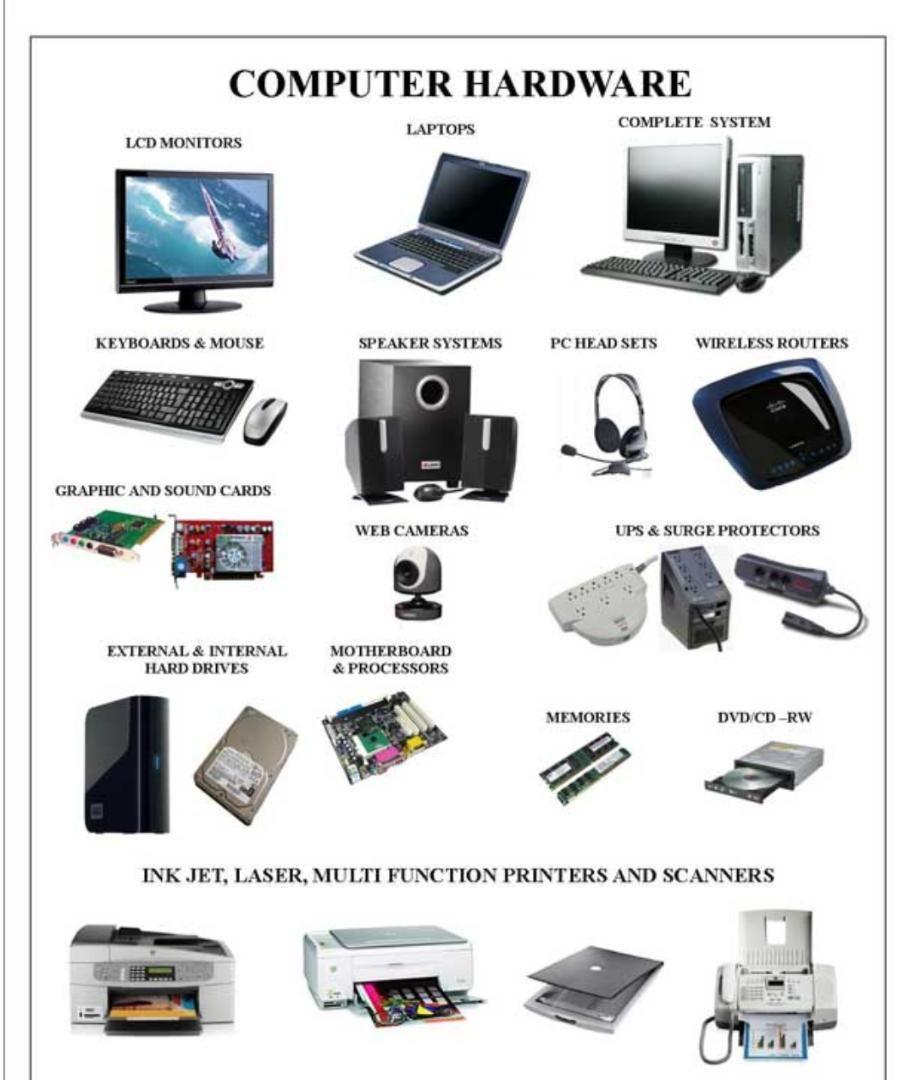 COMPUTER HARDWARE
LCD MONITORS
LAPTOPS
COMPLETE SYSTEM
KEYBOARDS & MOUSE
SPEAKER SYSTEMS
PC HEAD SETS
WIRELESS ROUTERS
GRAPHIC AND SOUND CARDS
WEB CAMERAS
UPS & SURGE PROTECTORS
EXTERNAL & INTERNAL
HARD DRIVES
MOTHERBOARD
& PROCESSORS
MEMORIES
DVD/CD –RW
INK JET, LASER, MULTI FUNCTION PRINTERS AND SCANNERS